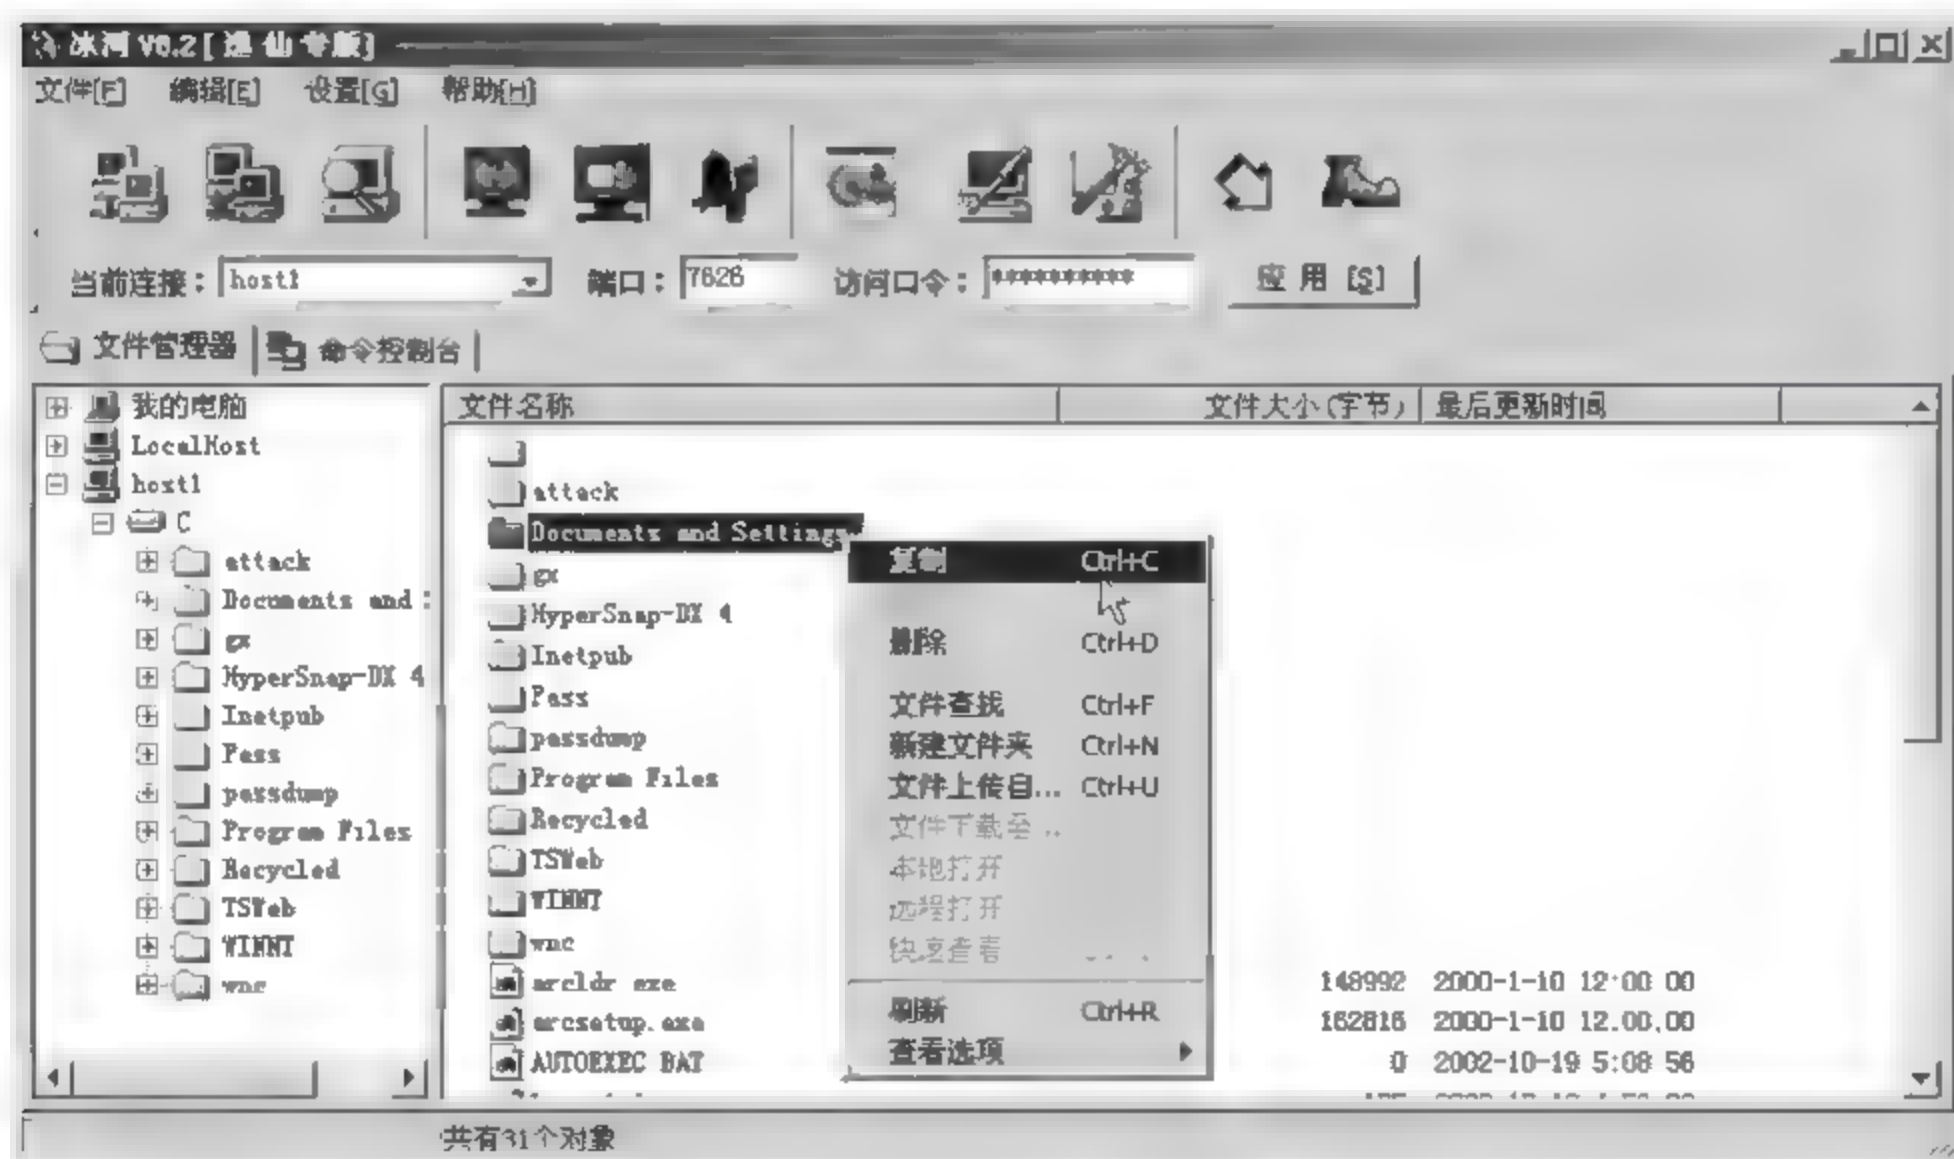 冰河 V6.2 [ 逸 仙 专版]
文件[F] 编辑[E] 设置[G] 帮助[H]
当前连接: host1 端口: 7626 访问口令: ********** 应 用 [S]
文件管理器 命令控制台
我的电脑
LocalHost
host1
C
attack
Documents and
gx
HyperSnap-DX 4
Inetpub
Pass
passdump
Program Files
Recycled
TSWeb
WINNT
wnc
文件名称 文件大小(字节) 最后更新时间
attack
Documents and Settings
gx
HyperSnap-DX 4
Inetpub
Pass
passdump
Program Files
Recycled
TSWeb
WINNT
wnc
arcldr exe 148992 2000-1-10 12:00 00
arcsetup.exe 162816 2000-1-10 12.00.00
AUTOEXEC BAT 0 2002-10-19 5:08 56
复制 Ctrl+C
删除 Ctrl+D
文件查找 Ctrl+F
新建文件夹 Ctrl+N
文件上传自... Ctrl+U
文件下载至 ..
本地打开
远程打开
快速查看
刷新 Ctrl+R
查看选项
共有31个对象